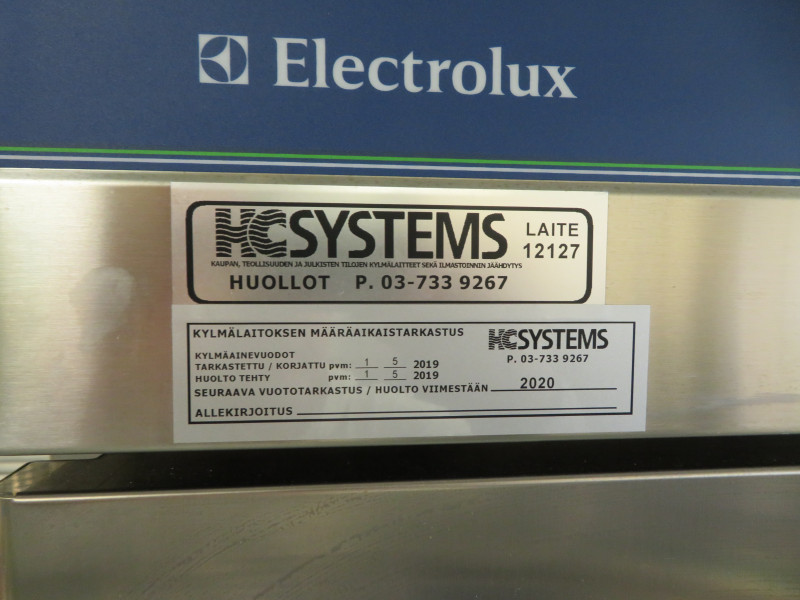 Electrolux
HCSYSTEMS
LAITE
12127
KAUPAN, TEOLLISUUDEN JA JULKISTEN TILOJEN KYLMÄLAITTEET SEKÄ ILMASTOINNIN JÄÄHDYTYS
HUOLLOT P. 03-733 9267
KYLMÄLAITOKSEN MÄÄRÄAIKAISTARKASTUS
HCSYSTEMS
P. 03-733 9267
KYLMÄAINEVUODOT
TARKASTETTU / KORJATTU pvm: 1 5 2019
HUOLTO TEHTY pvm: 1 5 2019
SEURAAVA VUOTOTARKASTUS / HUOLTO VIIMESTÄÄN 2020
ALLEKIRJOITUS